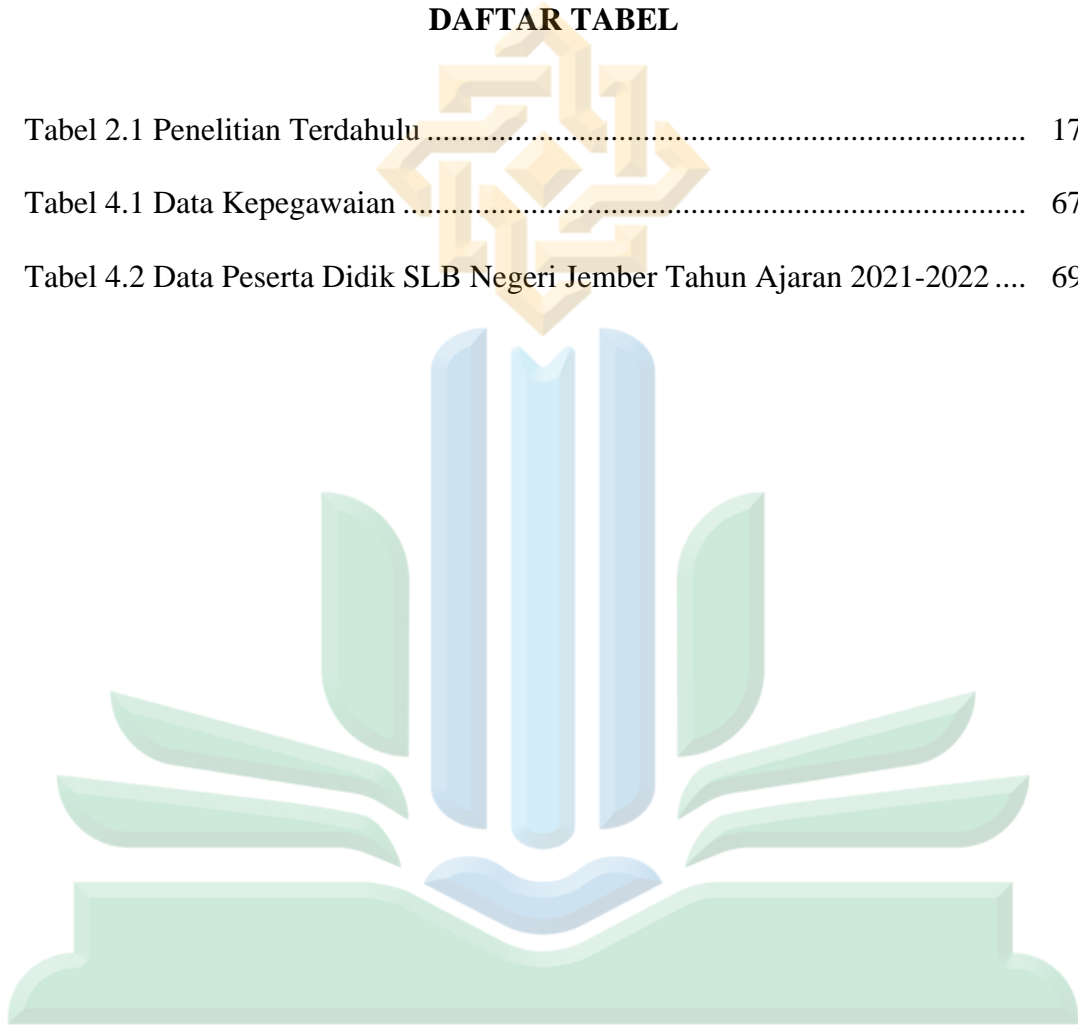 DAFTAR TABEL
Tabel 2.1 Penelitian Terdahulu ........................................................................... 17
Tabel 4.1 Data Kepegawaian .............................................................................. 67
Tabel 4.2 Data Peserta Didik SLB Negeri Jember Tahun Ajaran 2021-2022 .... 69